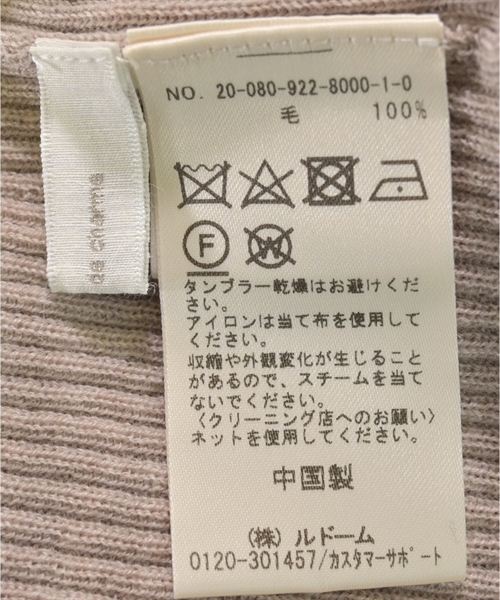 de charme
NO. 20-080-922-8000-1-0
毛 100%
F
W
タンブラー乾燥はお避けくだ
さい。
アイロンは当て布を使用して
ください。
収縮や外観変化が生じること
があるので、スチームを当て
ないでください。
〈クリーニング店へのお願い〉
ネットを使用してください。
中国製
(株) ルドーム
0120-301457/カスタマーサポート